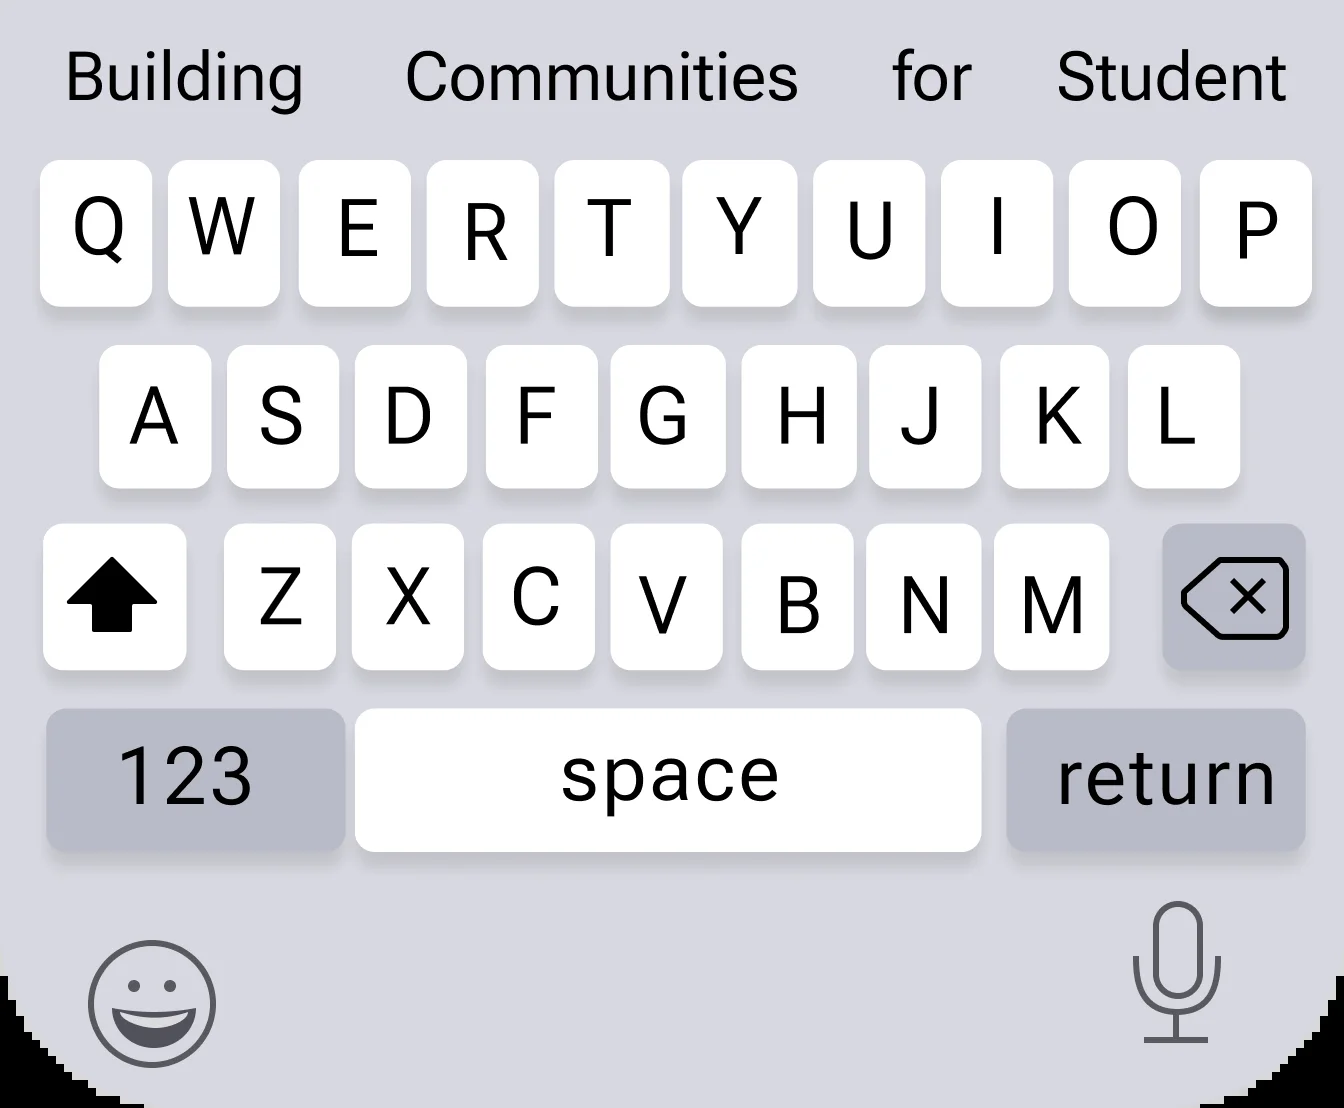 Building Communities for Student
Q W E R T Y U I O P
A S D F G H J K L
Z X C V B N M
123 space return